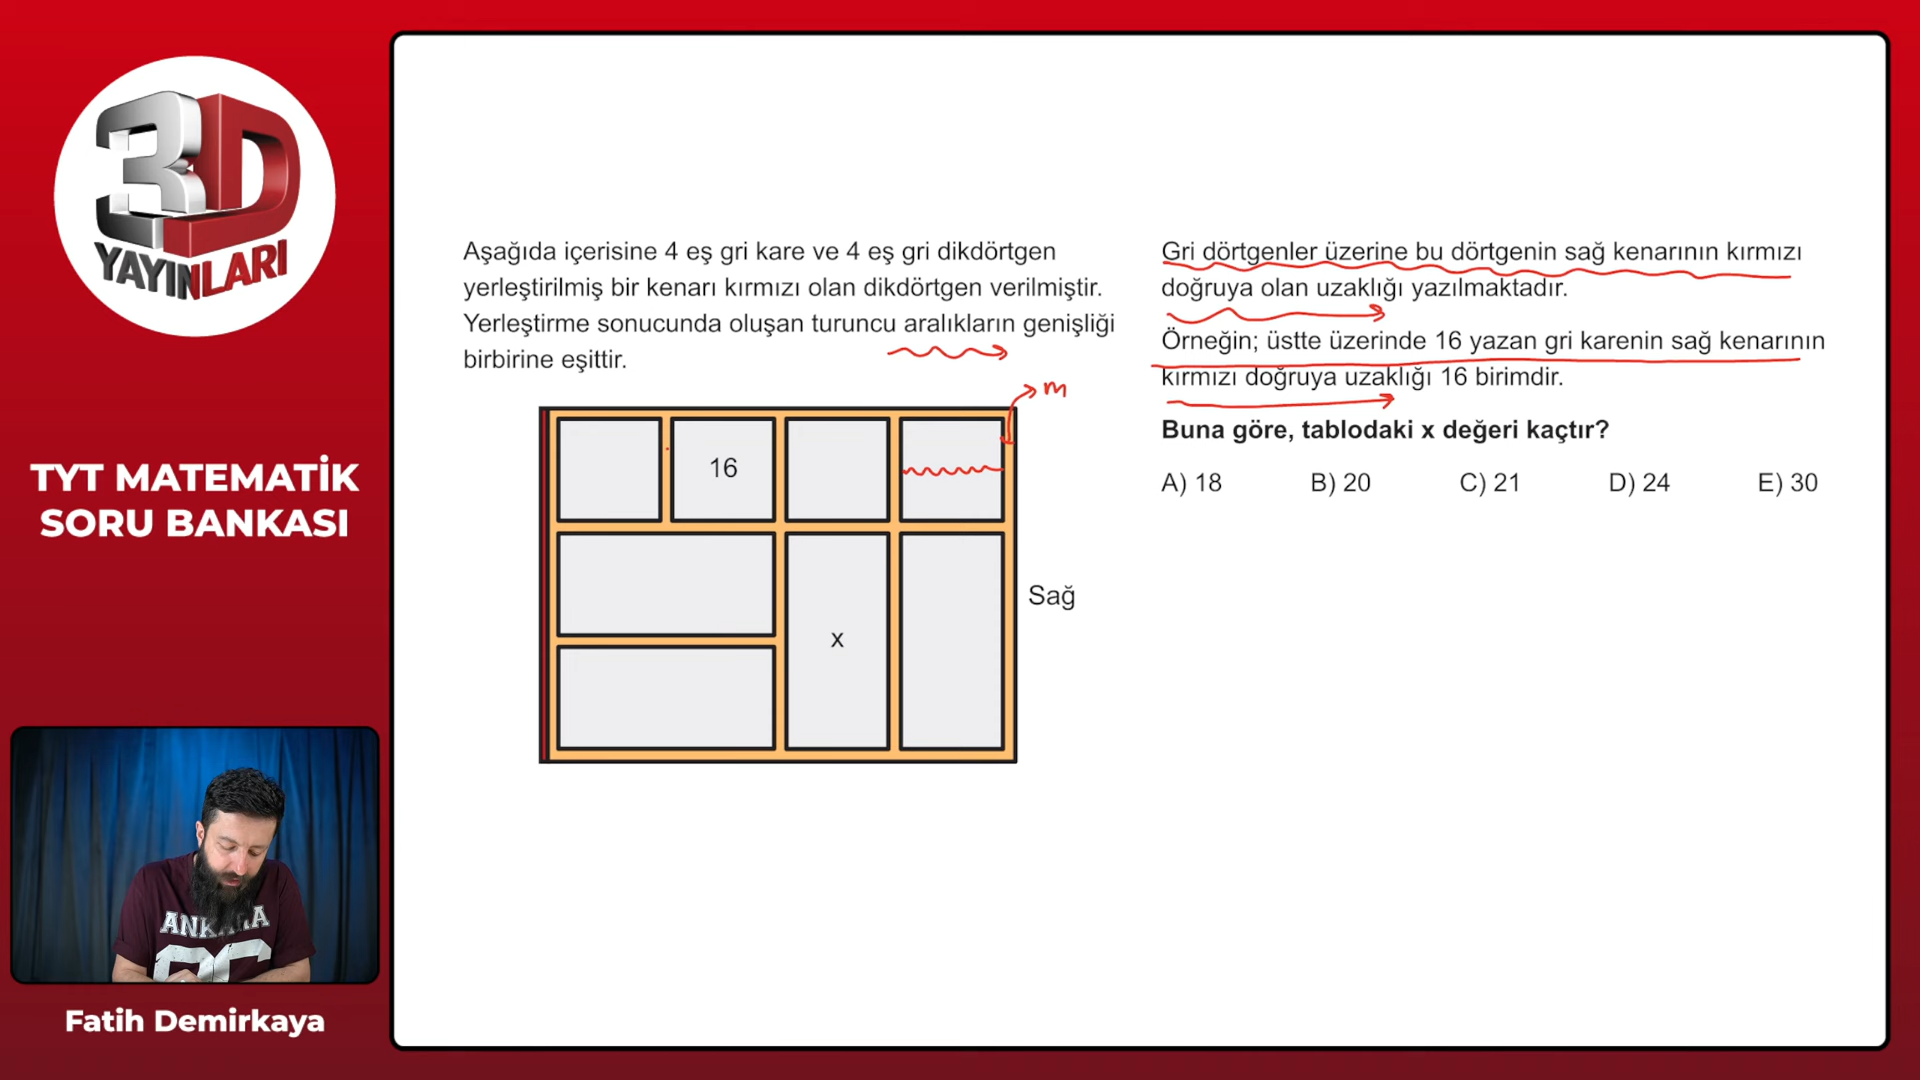 3D
YAYINLARI
TYT MATEMATİK
SORU BANKASI
ANKARA
Fatih Demirkaya
Aşağıda içerisine 4 eş gri kare ve 4 eş gri dikdörtgen
yerleştirilmiş bir kenarı kırmızı olan dikdörtgen verilmiştir.
Yerleştirme sonucunda oluşan turuncu aralıkların genişliği
birbirine eşittir.
m
16
x
Sağ
Gri dörtgenler üzerine bu dörtgenin sağ kenarının kırmızı
doğruya olan uzaklığı yazılmaktadır.
Örneğin; üstte üzerinde 16 yazan gri karenin sağ kenarının
kırmızı doğruya uzaklığı 16 birimdir.
Buna göre, tablodaki x değeri kaçtır?
A) 18 B) 20 C) 21 D) 24 E) 30